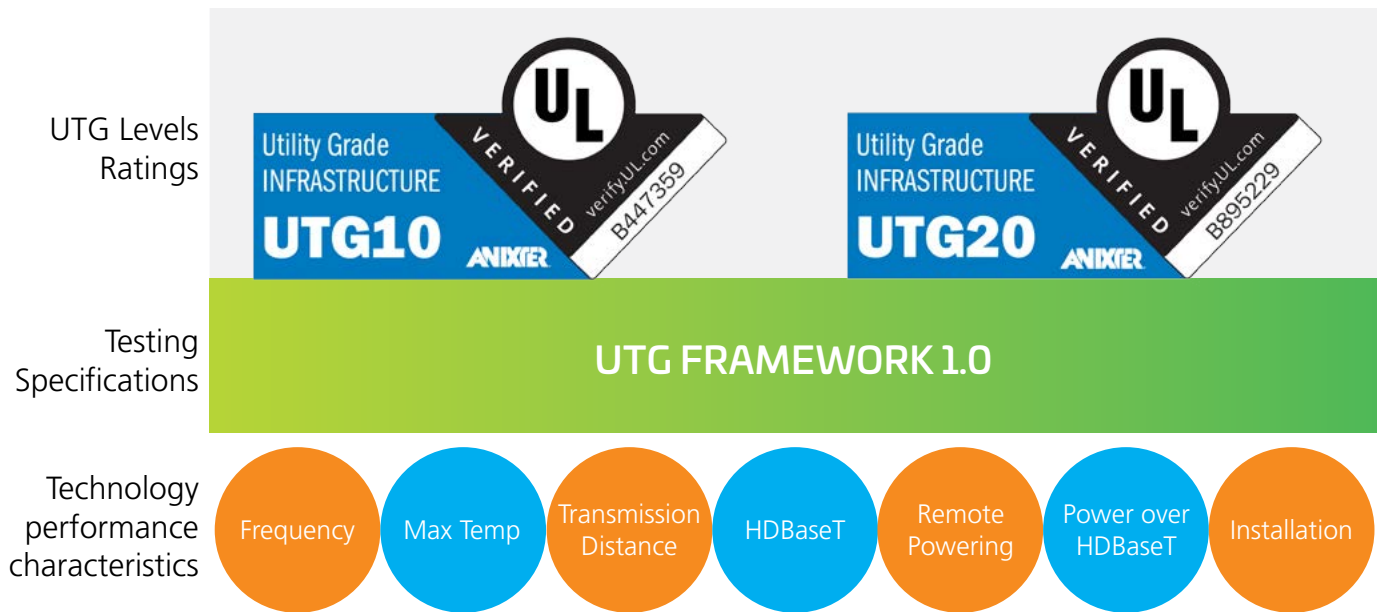 UTG Levels
Ratings
Utility Grade
INFRASTRUCTURE
UTG10
ANIXTER
UL
VERIFIED
verify.UL.com
B447359
Utility Grade
INFRASTRUCTURE
UTG20
ANIXTER
UL
VERIFIED
verify.UL.com
B895229
Testing
Specifications
UTG FRAMEWORK 1.0
Technology
performance
characteristics
Frequency
Max Temp
Transmission
Distance
HDBaseT
Remote
Powering
Power over
HDBaseT
Installation